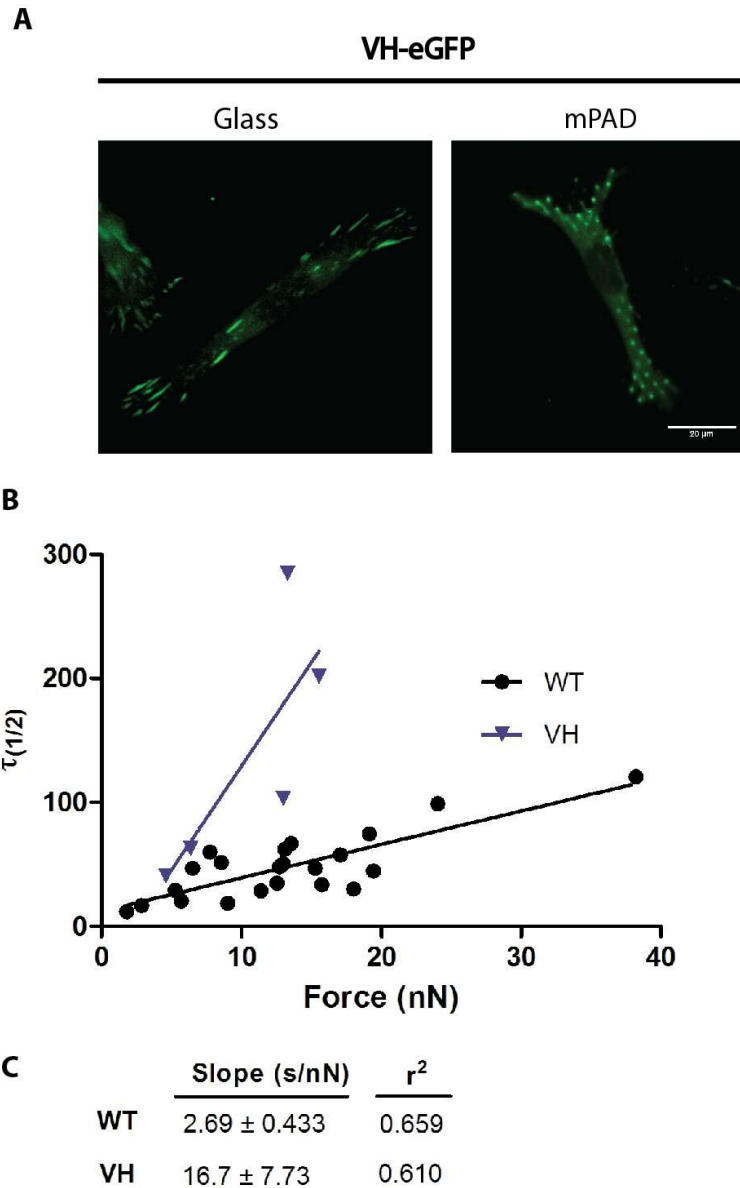 A
VH-eGFP
Glass mPAD
20 µm
B
300
200
100
0
τ(1/2)
WT
VH
0 10 20 30 40
Force (nN)
C
Slope (s/nN) r²
WT 2.69 ± 0.433 0.659
VH 16.7 ± 7.73 0.610